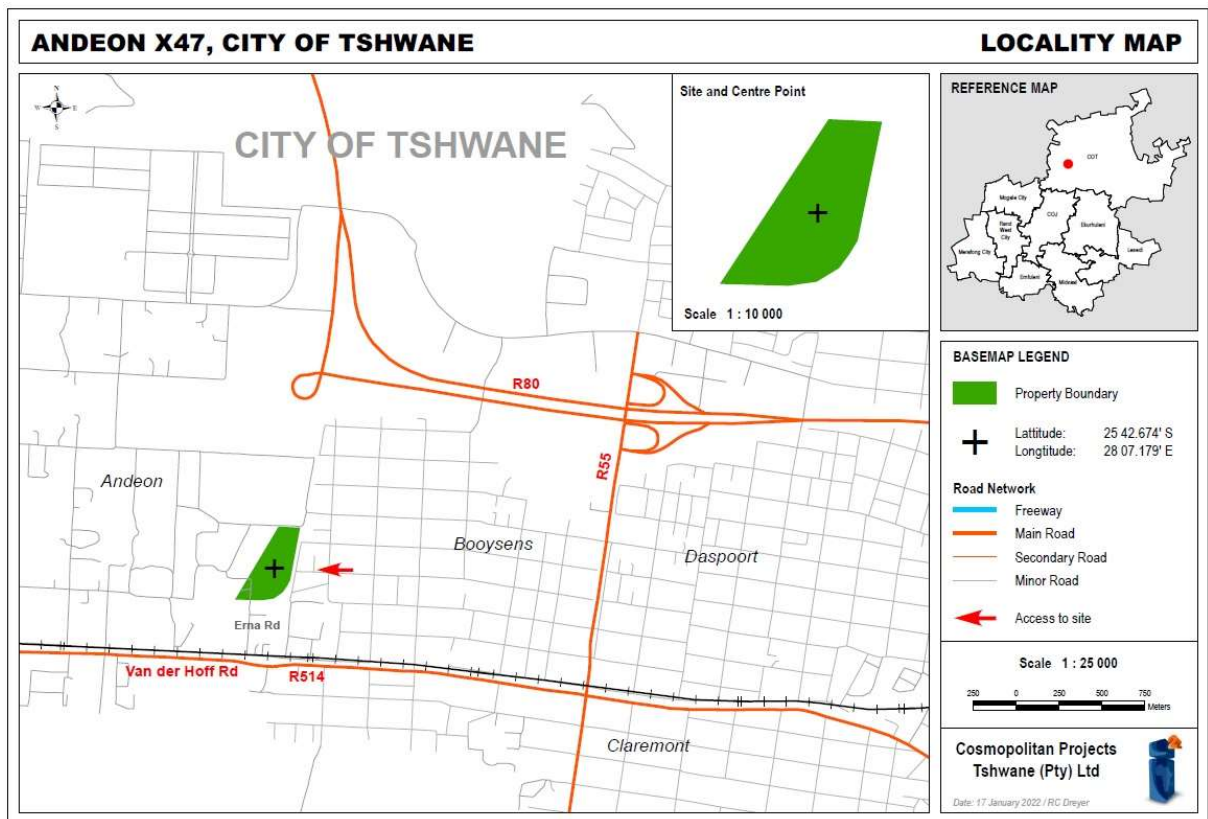 ANDEON X47, CITY OF TSHWANE
LOCALITY MAP
N
W E
S
CITY OF TSHWANE
Site and Centre Point
Scale 1 : 10 000
R80
R55
Andeon
Booysens
Daspoort
Erna Rd
Van der Hoff Rd
R514
Claremont
REFERENCE MAP
COT
Mogale City
COJ
Rand
West
City
Ekurhuleni
Merafong City
Lesedi
Emfuleni
Midvaal
BASEMAP LEGEND
Property Boundary
Lattitude: 25 42.674' S
Longtitude: 28 07.179' E
Road Network
Freeway
Main Road
Secondary Road
Minor Road
Access to site
Scale 1 : 25 000
250 0 250 500 750
Meters
Cosmopolitan Projects
Tshwane (Pty) Ltd
Date: 17 January 2022 / RC Dreyer